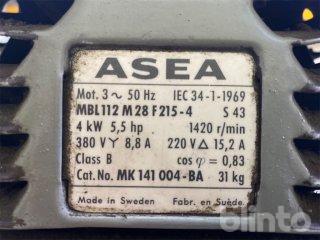 ASEA
Mot. 3 ~ 50 Hz IEC 34-1-1969
MBL 112 M 28 F 215-4 S 43
4 kW 5,5 hp 1420 r/min
380 V Y 8,8 A 220 V Δ 15,2 A
Class B cos φ = 0,83
Cat. No. MK 141 004-BA 31 kg
Made in Sweden Fabr. en Suède.
blinto